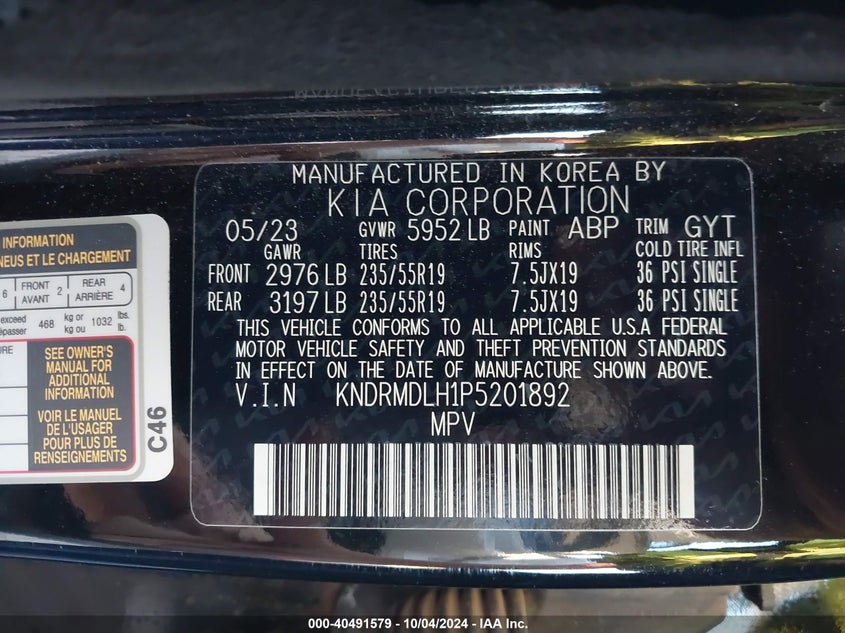 MANUFACTURED IN KOREA BY
KIA CORPORATION
05/23 GVWR 5952 LB PAINT ABP TRIM GYT
GAWR TIRES RIMS COLD TIRE INFL
FRONT 2976 LB 235/55R19 7.5JX19 36 PSI SINGLE
REAR 3197 LB 235/55R19 7.5JX19 36 PSI SINGLE
THIS VEHICLE CONFORMS TO ALL APPLICABLE U.S.A FEDERAL
MOTOR VEHICLE SAFETY AND THEFT PREVENTION STANDARDS
IN EFFECT ON THE DATE OF MANUFACTURE SHOWN ABOVE.
V.I.N KNDRMDLH1P5201892
MPV
INFORMATION
PNEUS ET LE CHARGEMENT
6 FRONT AVANT 2 REAR ARRIÈRE 4
exceed 468 kg or 1032 lbs.
kg ou lb.
SEE OWNER'S
MANUAL FOR
ADDITIONAL
INFORMATION
VOIR LE MANUEL
DE L'USAGER
POUR PLUS DE
RENSEIGNEMENTS
C46
000-40491579 - 10/04/2024 - IAA Inc.